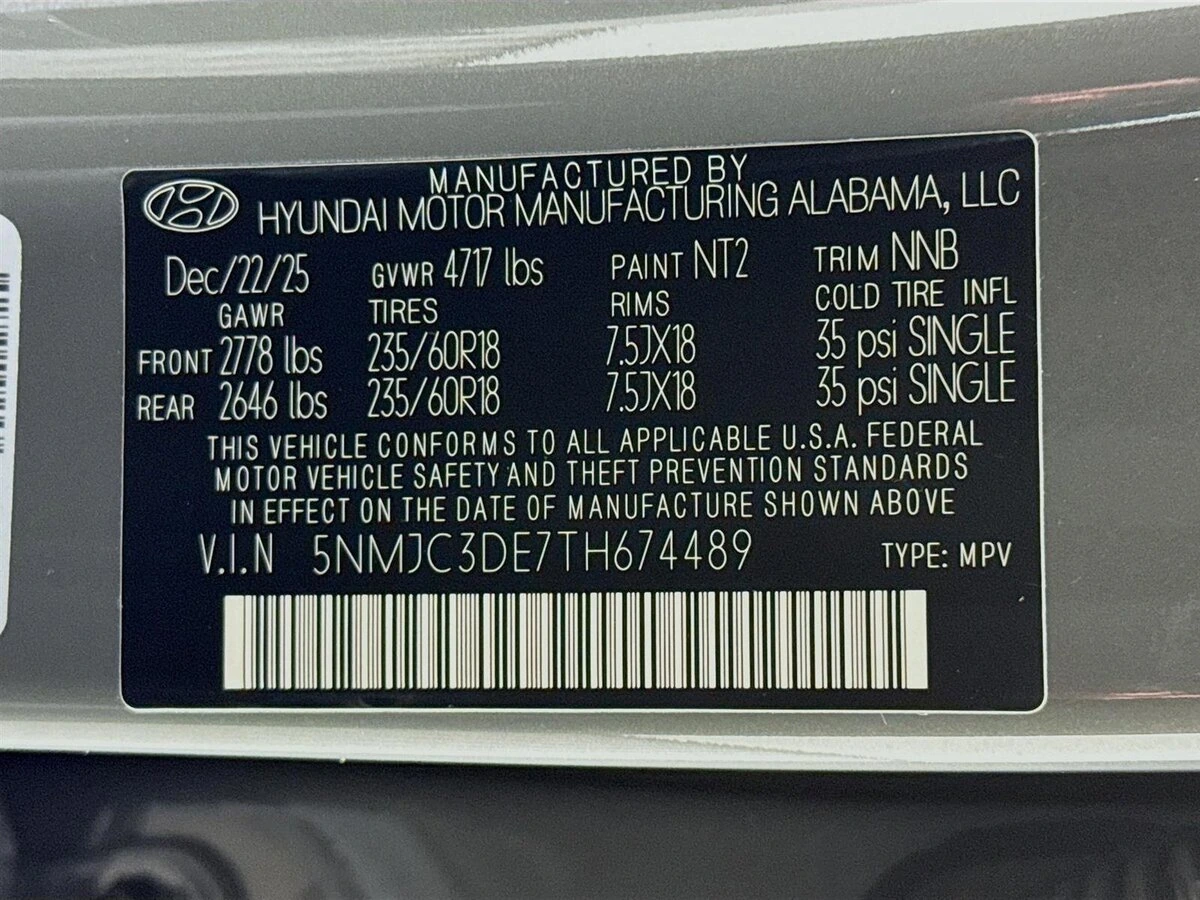 MANUFACTURED BY
HYUNDAI MOTOR MANUFACTURING ALABAMA, LLC
Dec/22/25 GVWR 4717 lbs PAINT NT2 TRIM NNB
GAWR TIRES RIMS COLD TIRE INFL
FRONT 2778 lbs 235/60R18 7.5JX18 35 psi SINGLE
REAR 2646 lbs 235/60R18 7.5JX18 35 psi SINGLE
THIS VEHICLE CONFORMS TO ALL APPLICABLE U.S.A. FEDERAL
MOTOR VEHICLE SAFETY AND THEFT PREVENTION STANDARDS
IN EFFECT ON THE DATE OF MANUFACTURE SHOWN ABOVE
V.I.N 5NMJC3DE7TH674489 TYPE: MPV